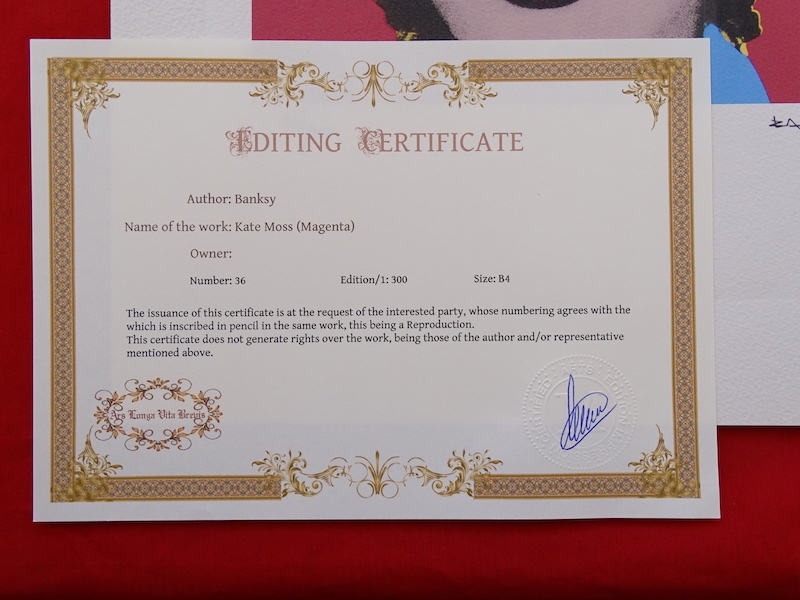 Editing Certificate
Author: Banksy
Name of the work: Kate Moss (Magenta)
Owner:
Number: 36 Edition/1: 300 Size: B4
The issuance of this certificate is at the request of the interested party, whose numbering agrees with the
which is inscribed in pencil in the same work, this being a Reproduction.
This certificate does not generate rights over the work, being those of the author and/or representative
mentioned above.
Ars Longa Vita Brevis